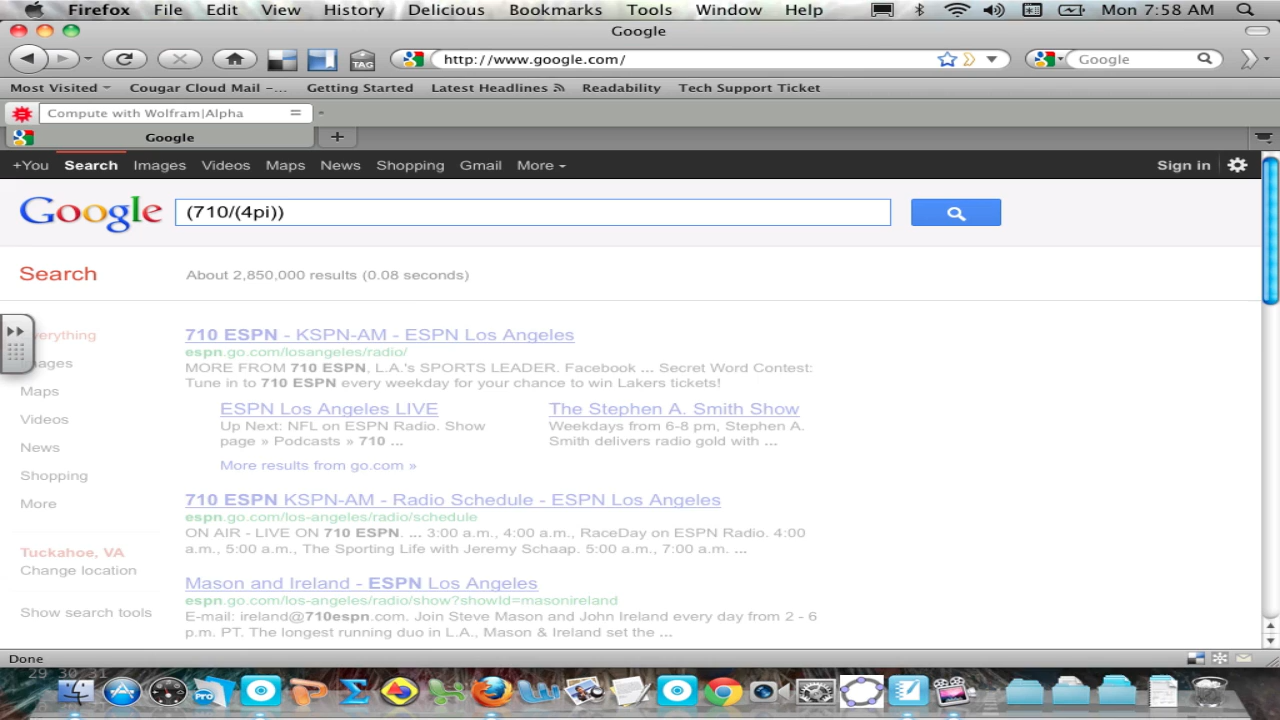 Firefox File Edit View History Delicious Bookmarks Tools Window Help Mon 7:58 AM
Google
TAG http://www.google.com/ Google
Most Visited Cougar Cloud Mail -... Getting Started Latest Headlines Readability Tech Support Ticket
Compute with Wolfram|Alpha
Google
+You Search Images Videos Maps News Shopping Gmail More Sign in
Google (710/(4pi))
Search About 2,850,000 results (0.08 seconds)
Everything
Images
Maps
Videos
News
Shopping
More
Tuckahoe, VA
Change location
Show search tools
710 ESPN - KSPN-AM - ESPN Los Angeles
espn.go.com/losangeles/radio/
MORE FROM 710 ESPN, L.A.'s SPORTS LEADER. Facebook ... Secret Word Contest:
Tune in to 710 ESPN every weekday for your chance to win Lakers tickets!
ESPN Los Angeles LIVE
Up Next: NFL on ESPN Radio. Show
page » Podcasts » 710 ...
The Stephen A. Smith Show
Weekdays from 6-8 pm, Stephen A.
Smith delivers radio gold with ...
More results from go.com »
710 ESPN KSPN-AM - Radio Schedule - ESPN Los Angeles
espn.go.com/los-angeles/radio/schedule
ON AIR - LIVE ON 710 ESPN. ... 3:00 a.m., 4:00 a.m., RaceDay on ESPN Radio. 4:00
a.m., 5:00 a.m., The Sporting Life with Jeremy Schaap. 5:00 a.m., 7:00 a.m. ...
Mason and Ireland - ESPN Los Angeles
espn.go.com/los-angeles/radio/show?showId=masonireland
E-mail: ireland@710espn.com. Join Steve Mason and John Ireland every day from 2 - 6
p.m. PT. The longest running duo in L.A., Mason & Ireland set the ...
Done
29 30 31
PRO